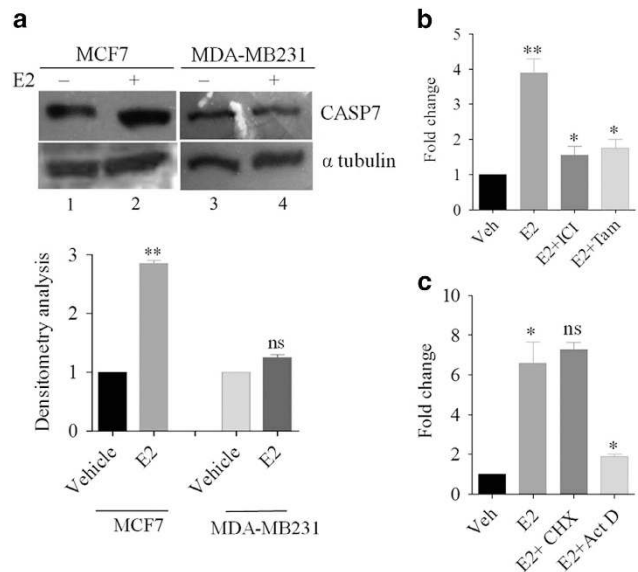 a
MCF7 MDA-MB231
E2 – + – +
CASP7
α tubulin
1 2 3 4
Densitometry analysis
3
2
1
0
**
ns
Vehicle E2 Vehicle E2
MCF7 MDA-MB231
b
Fold change
5
4
3
2
1
0
**
*
*
Veh E2 E2+ICI E2+Tam
c
Fold change
10
8
6
4
2
0
*
ns
*
Veh E2 E2+ CHX E2+Act D